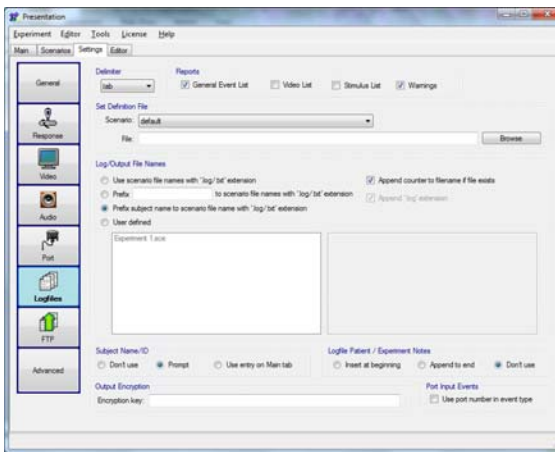 Presentation
Experiment Editor Tools License Help
Main Scenarios Settings Editor
General
Response
Video
Audio
Port
Logfiles
FTP
Advanced
Delimiter
tab
Reports
General Event List Video List Stimulus List Warnings
Set Definition File
Scenario: default
File: Browse
Log/Output File Names
Use scenario file names with ".log/.txt" extension
Append counter to filename if file exists
Prefix to scenario file names with ".log/.txt" extension
Append ".log" extension
Prefix subject name to scenario file name with ".log/.txt" extension
User defined
Experiment 1.sce
Subject Name/ID
Don't use Prompt Use entry on Main tab
Logfile Patient / Experiment Notes
Insert at beginning Append to end Don't use
Output Encryption
Encryption key:
Port Input Events
Use port number in event type